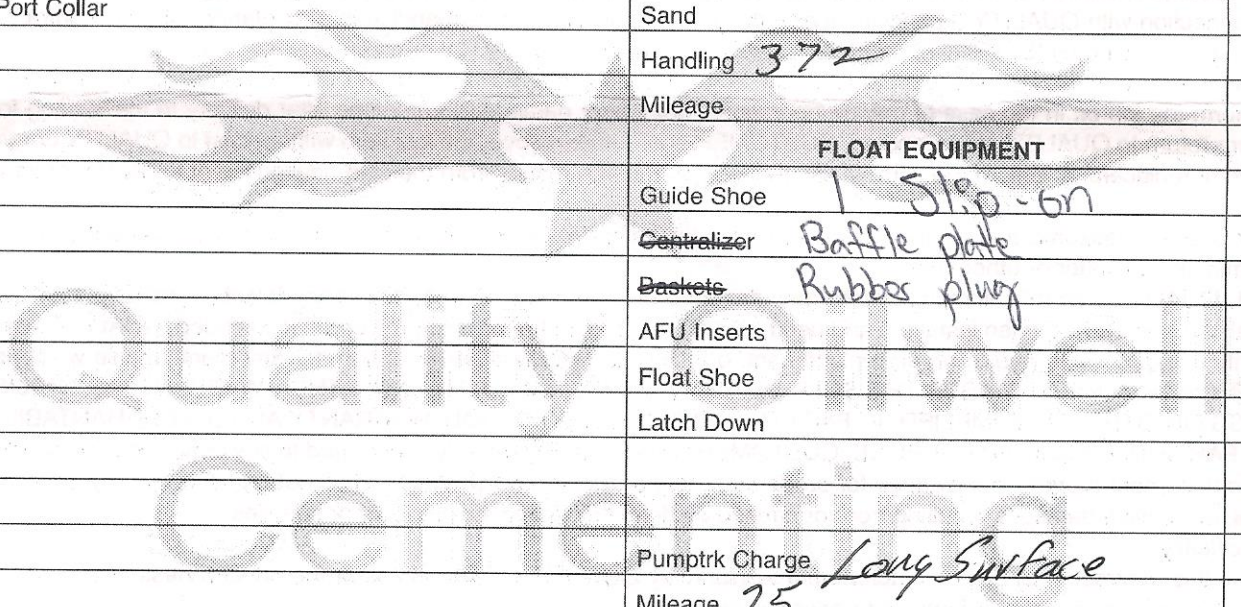 Port Collar
Sand
Handling 372
Mileage
FLOAT EQUIPMENT
Guide Shoe 1 Slip-on
Centralizer Baffle plate
Baskets Rubber plug
AFU Inserts
Float Shoe
Latch Down
Quality Oilwell
Cementing
Pumptrk Charge Long Surface
Mileage 25